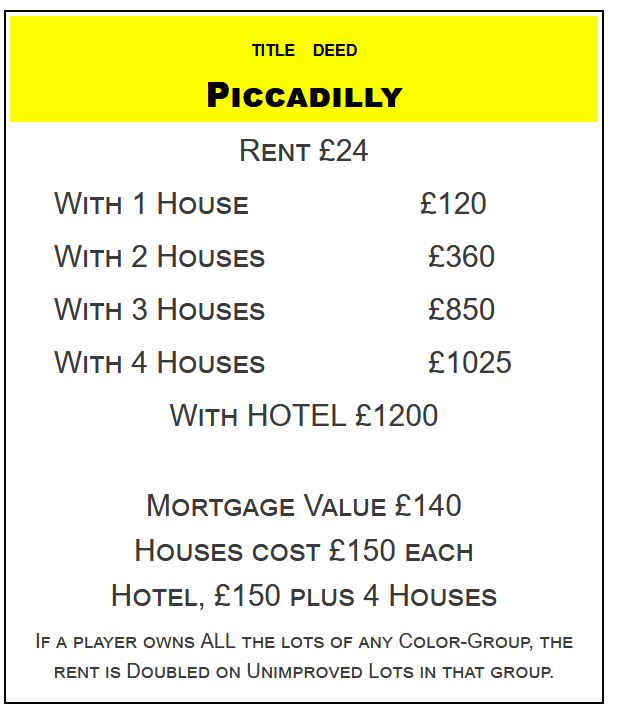 TITLE DEED
PICCADILLY
RENT £24
WITH 1 HOUSE £120
WITH 2 HOUSES £360
WITH 3 HOUSES £850
WITH 4 HOUSES £1025
WITH HOTEL £1200
MORTGAGE VALUE £140
HOUSES COST £150 EACH
HOTEL, £150 PLUS 4 HOUSES
IF A PLAYER OWNS ALL THE LOTS OF ANY COLOR-GROUP, THE
RENT IS DOUBLED ON UNIMPROVED LOTS IN THAT GROUP.